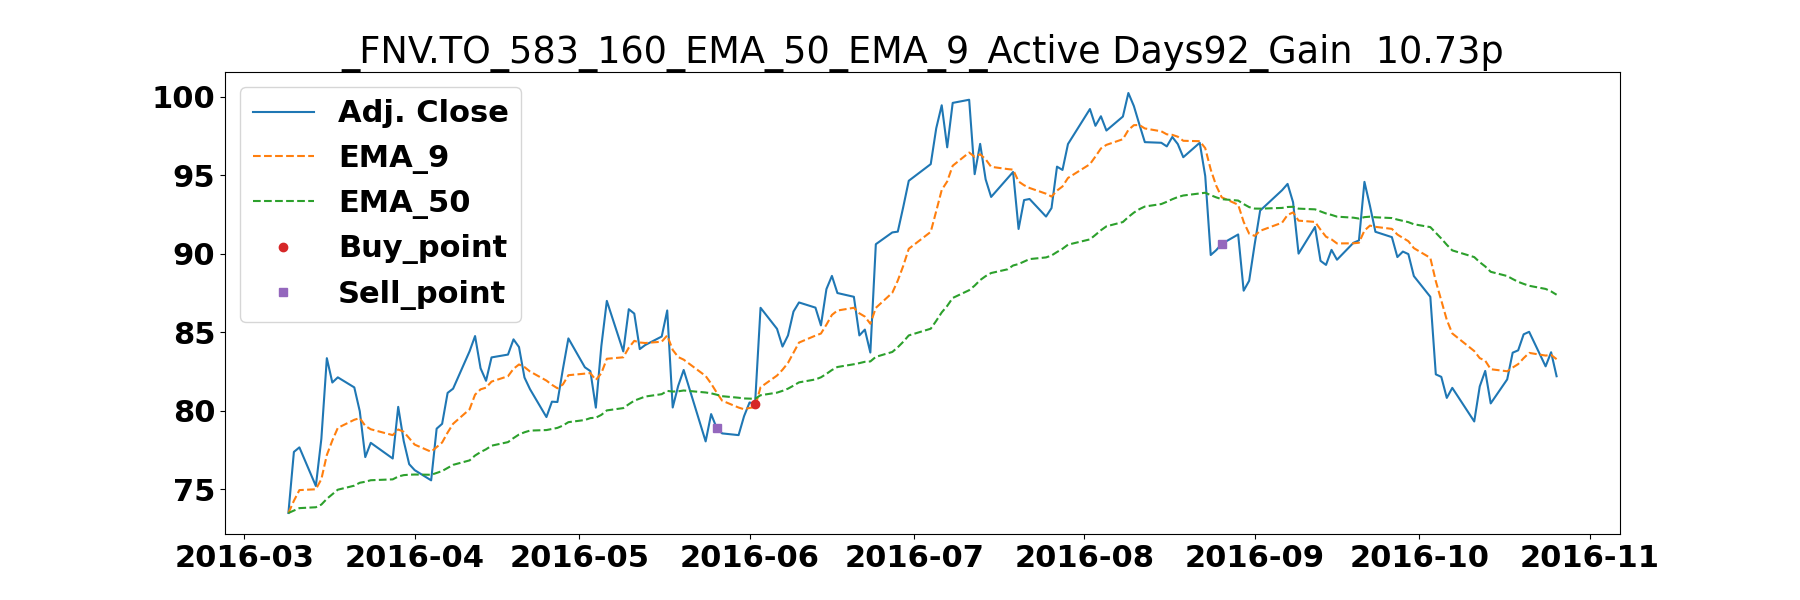 _FNV.TO_583_160_EMA_50_EMA_9_Active Days92_Gain  10.73p
100
95
90
85
80
75
Adj. Close
EMA_9
EMA_50
Buy_point
Sell_point
2016-03 2016-04 2016-05 2016-06 2016-07 2016-08 2016-09 2016-10 2016-11